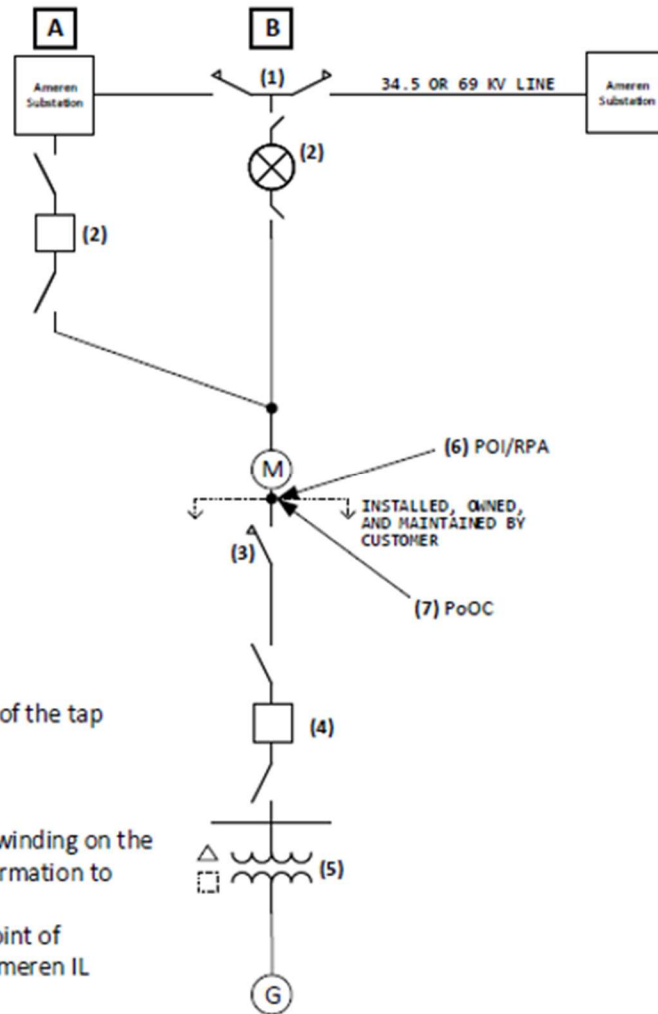 A
B
Ameren
Substation
(1)
34.5 OR 69 KV LINE
Ameren
Substation
(2)
(2)
M
(6) POI/RPA
INSTALLED, OWNED,
AND MAINTAINED BY
CUSTOMER
(3)
(7) PoOC
of the tap
(4)
winding on the
rmation to
(5)
oint of
meren IL
G